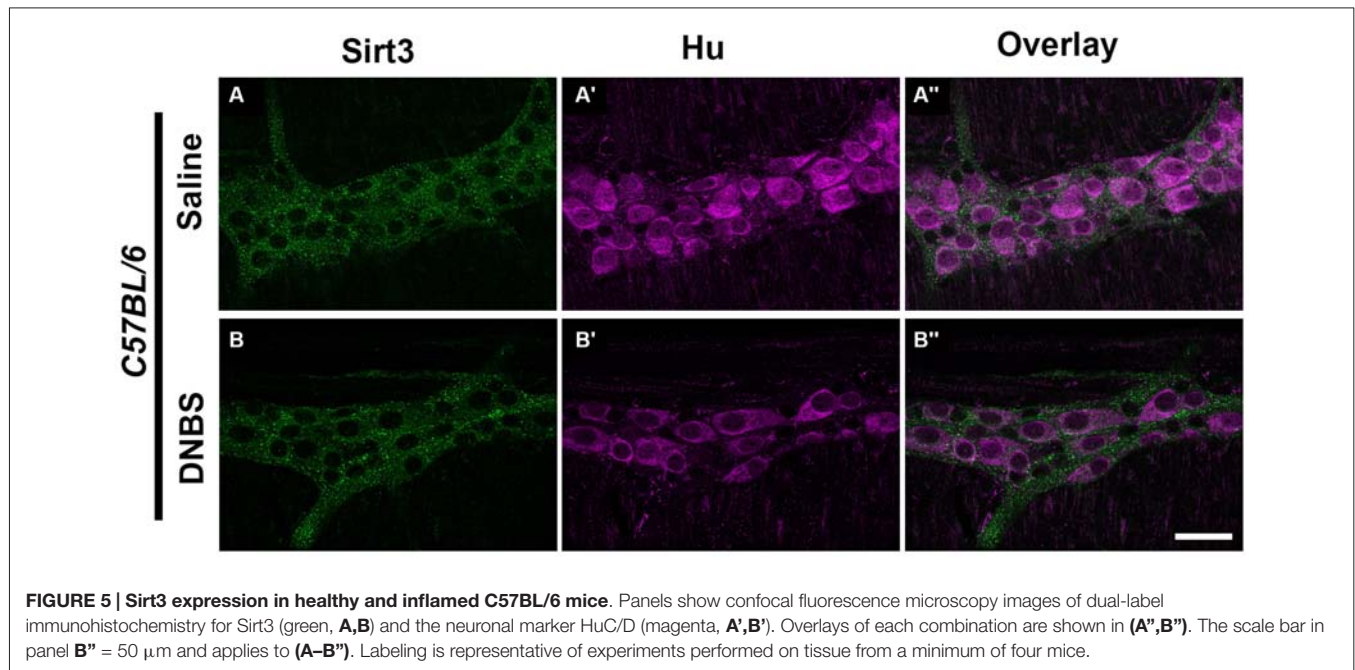 Sirt3 Hu Overlay
C57BL/6
Saline
A A' A"
DNBS
B B' B"
FIGURE 5 | Sirt3 expression in healthy and inflamed C57BL/6 mice. Panels show confocal fluorescence microscopy images of dual-label
immunohistochemistry for Sirt3 (green, A,B) and the neuronal marker HuC/D (magenta, A',B'). Overlays of each combination are shown in (A",B"). The scale bar in
panel B" = 50 μm and applies to (A–B"). Labeling is representative of experiments performed on tissue from a minimum of four mice.